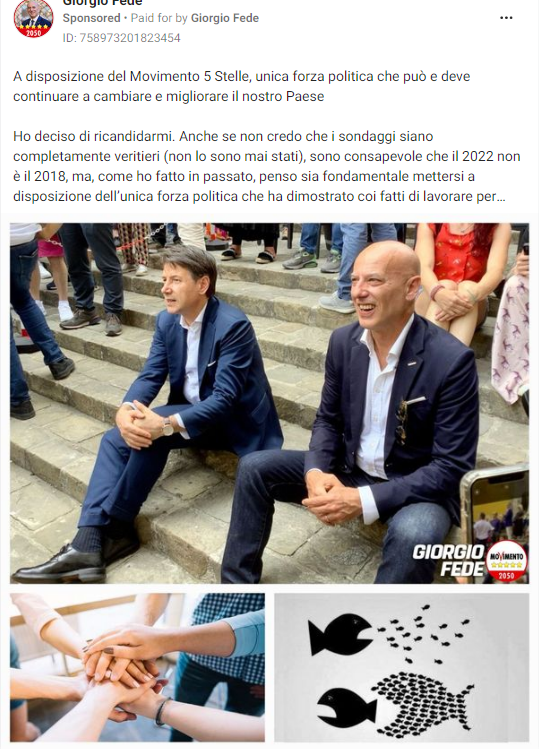 Giorgio Fede
Sponsored • Paid for by Giorgio Fede
ID: 758973201823454
A disposizione del Movimento 5 Stelle, unica forza politica che può e deve
continuare a cambiare e migliorare il nostro Paese
Ho deciso di ricandidarmi. Anche se non credo che i sondaggi siano
completamente veritieri (non lo sono mai stati), sono consapevole che il 2022 non
è il 2018, ma, come ho fatto in passato, penso sia fondamentale mettersi a
disposizione dell'unica forza politica che ha dimostrato coi fatti di lavorare per...
GIORGIO
FEDE
MOVIMENTO
2050
2050